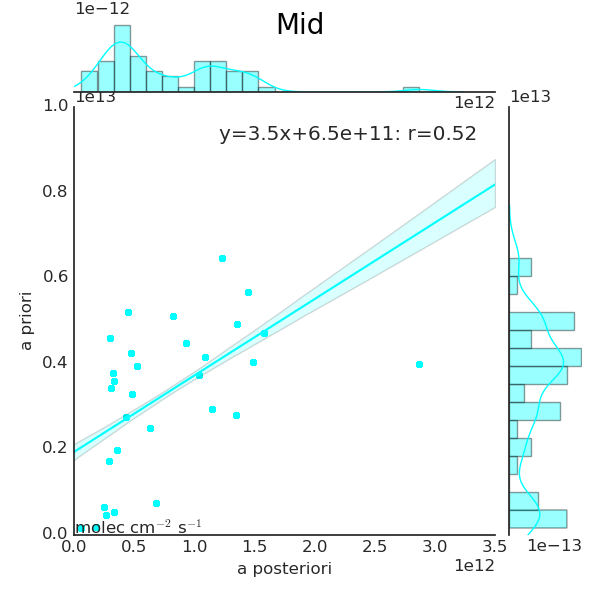 Mid
1e−12
1e13
1e12
1e13
y=3.5x+6.5e+11: r=0.52
1.0
0.8
0.6
0.4
0.2
0.0
a priori
molec cm⁻² s⁻¹
0.0 0.5 1.0 1.5 2.0 2.5 3.0 3.5
1e−13
a posteriori
1e12